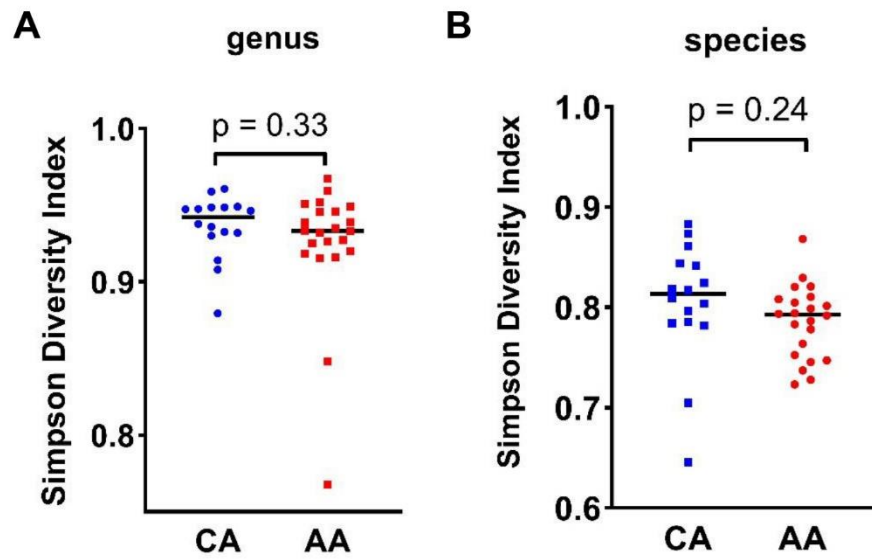 A
genus
p = 0.33
Simpson Diversity Index
1.0
0.9
0.8
CA
AA
B
species
p = 0.24
Simpson Diversity Index
1.0
0.9
0.8
0.7
0.6
CA
AA